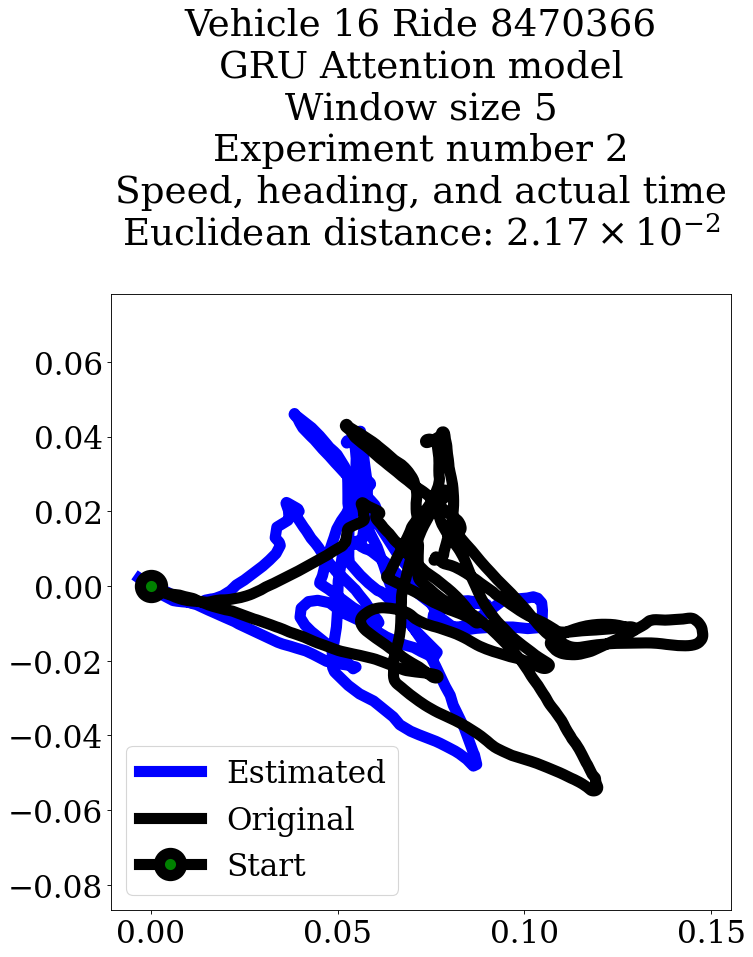 Vehicle 16 Ride 8470366
GRU Attention model
Window size 5
Experiment number 2
Speed, heading, and actual time
Euclidean distance: 2.17 × 10⁻²
0.06
0.04
0.02
0.00
−0.02
−0.04
−0.06
−0.08
Estimated
Original
Start
0.00 0.05 0.10 0.15